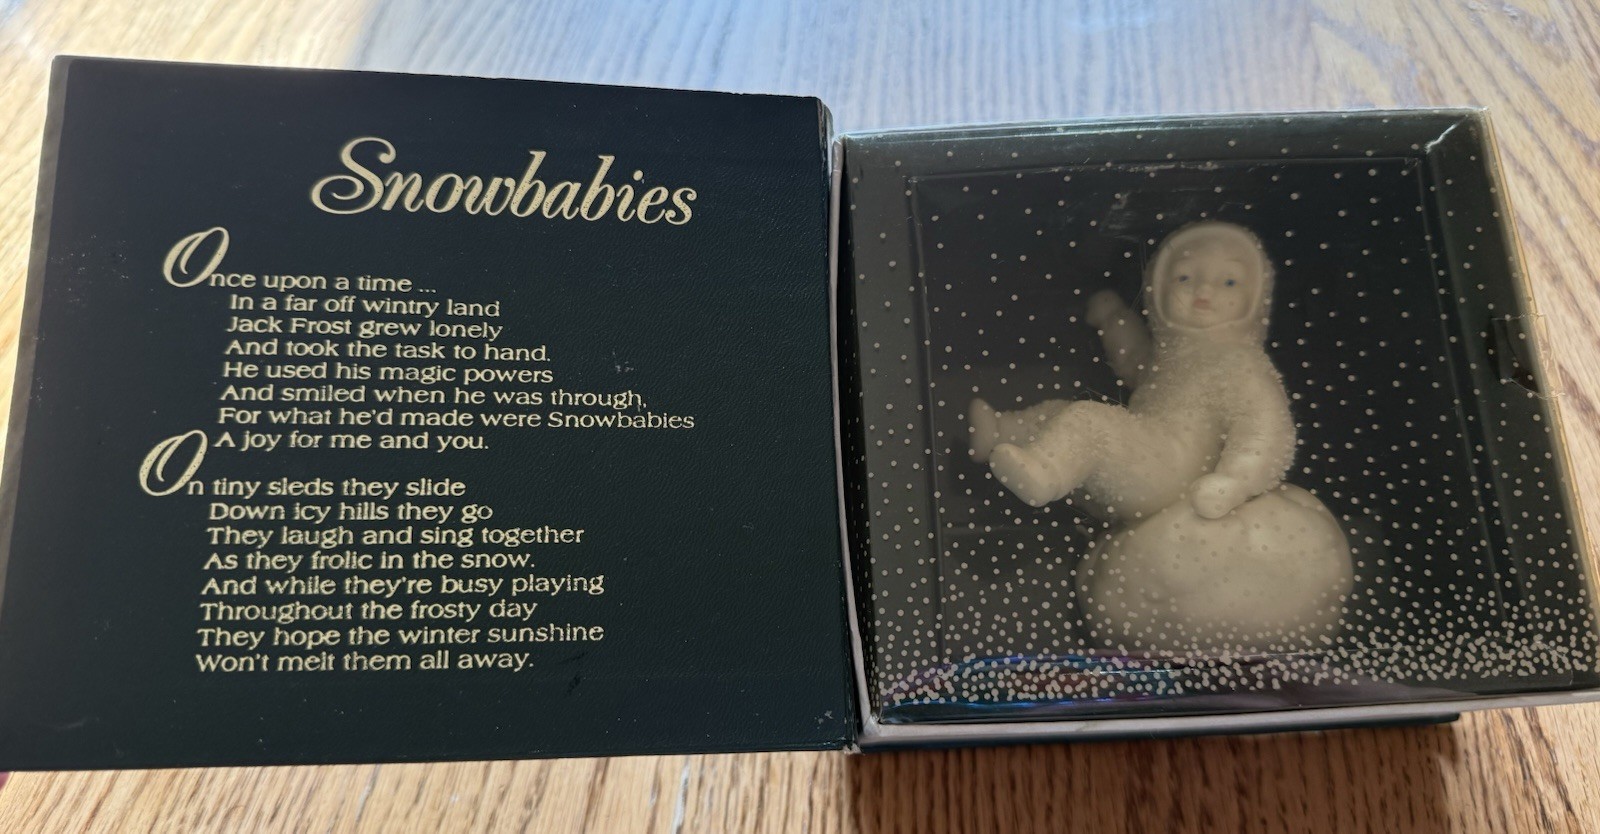 Snowbabies
Once upon a time ...
In a far off wintry land
Jack Frost grew lonely
And took the task to hand.
He used his magic powers
And smiled when he was through,
For what he'd made were Snowbabies
A joy for me and you.
On tiny sleds they slide
Down icy hills they go
They laugh and sing together
As they frolic in the snow.
And while they're busy playing
Throughout the frosty day
They hope the winter sunshine
Won't melt them all away.